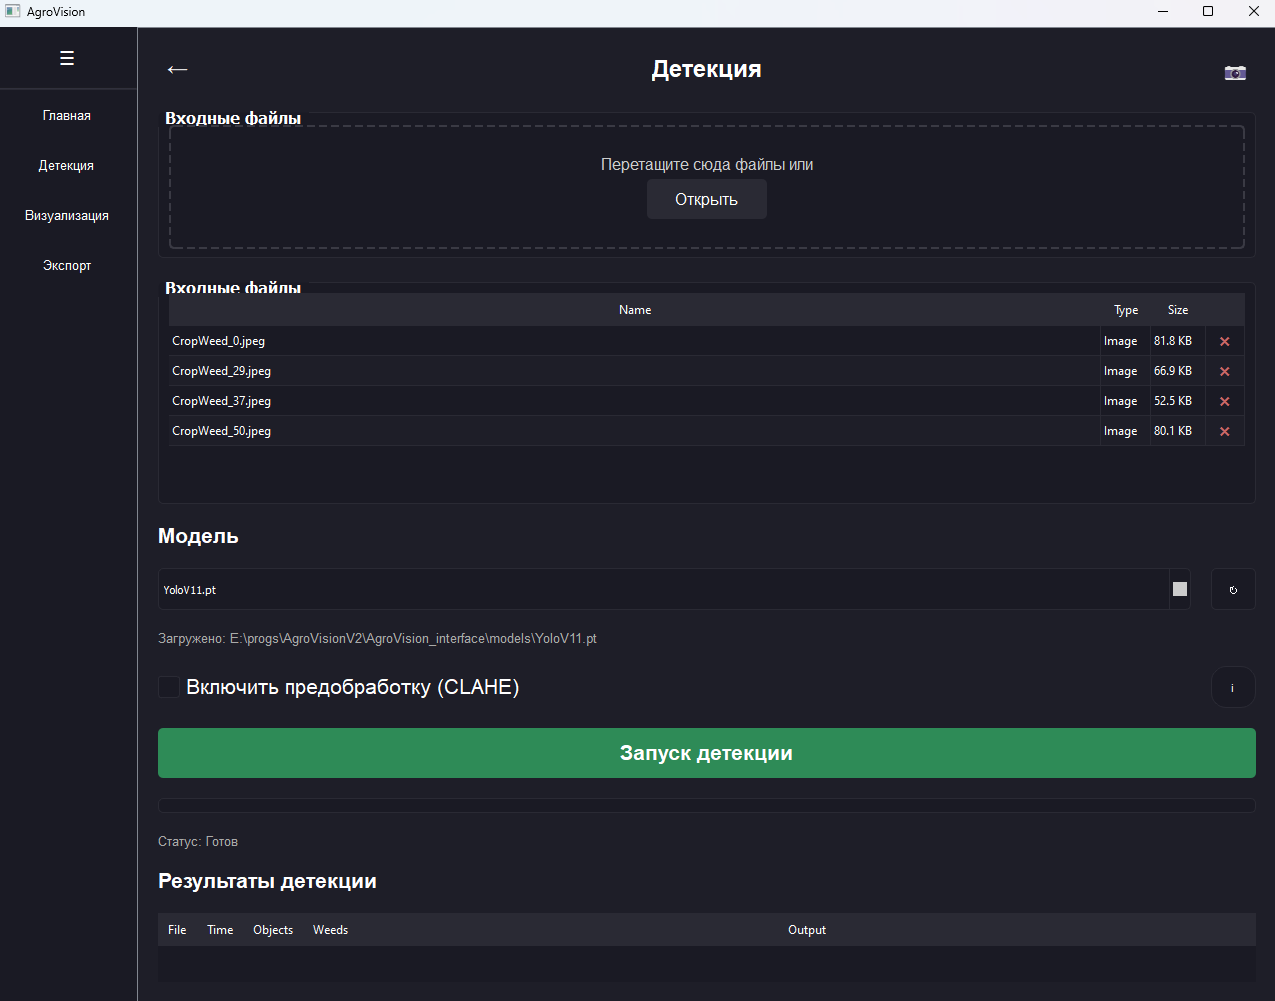 AgroVision
☰
Главная
Детекция
Визуализация
Экспорт
←
Детекция
Входные файлы
Перетащите сюда файлы или
Открыть
Входные файлы
Name Type Size
CropWeed_0.jpeg Image 81.8 KB ✕
CropWeed_29.jpeg Image 66.9 KB ✕
CropWeed_37.jpeg Image 52.5 KB ✕
CropWeed_50.jpeg Image 80.1 KB ✕
Модель
YoloV11.pt
Загружено: E:\progs\AgroVisionV2\AgroVision_interface\models\YoloV11.pt
Включить предобработку (CLAHE) i
Запуск детекции
Статус: Готов
Результаты детекции
File Time Objects Weeds Output